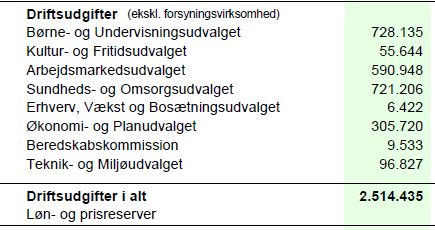 Driftsudgifter (ekskl. forsyningsvirksomhed)
Børne- og Undervisningsudvalget 728.135
Kultur- og Fritidsudvalget 55.644
Arbejdsmarkedsudvalget 590.948
Sundheds- og Omsorgsudvalget 721.206
Erhverv, Vækst og Bosætningsudvalget 6.422
Økonomi- og Planudvalget 305.720
Beredskabskommission 9.533
Teknik- og Miljøudvalget 96.827
Driftsudgifter i alt 2.514.435
Løn- og prisreserver